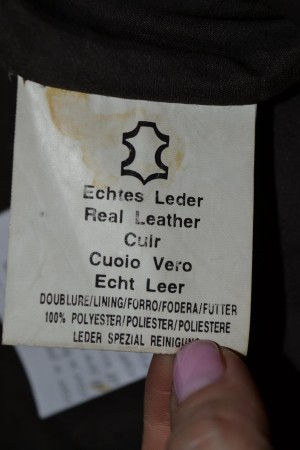 Echtes Leder
Real Leather
Cuir
Cuoio Vero
Echt Leer
DOUBLURE/LINING/FORRO/FODERA/FUTTER
100% POLYESTER/POLIESTER/POLIESTERE
LEDER SPEZIAL REINIGUNG